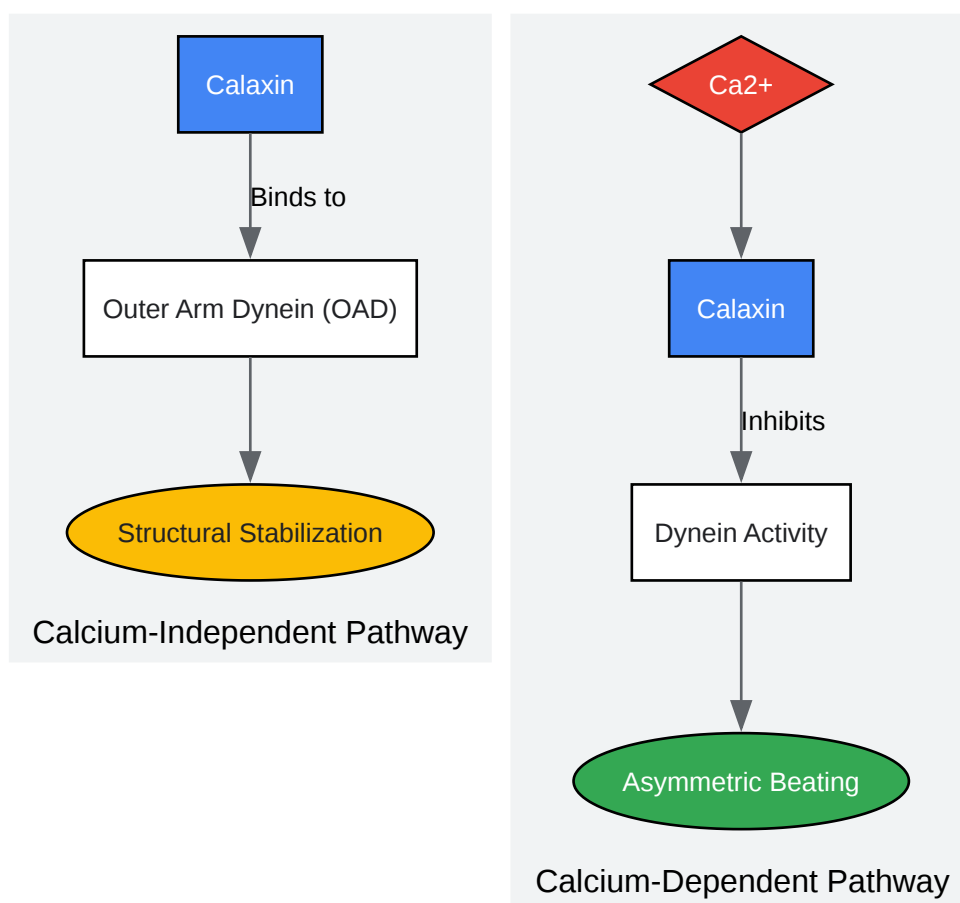 Calaxin
Binds to
Outer Arm Dynein (OAD)
Structural Stabilization
Calcium-Independent Pathway
Ca2+
Calaxin
Inhibits
Dynein Activity
Asymmetric Beating
Calcium-Dependent Pathway